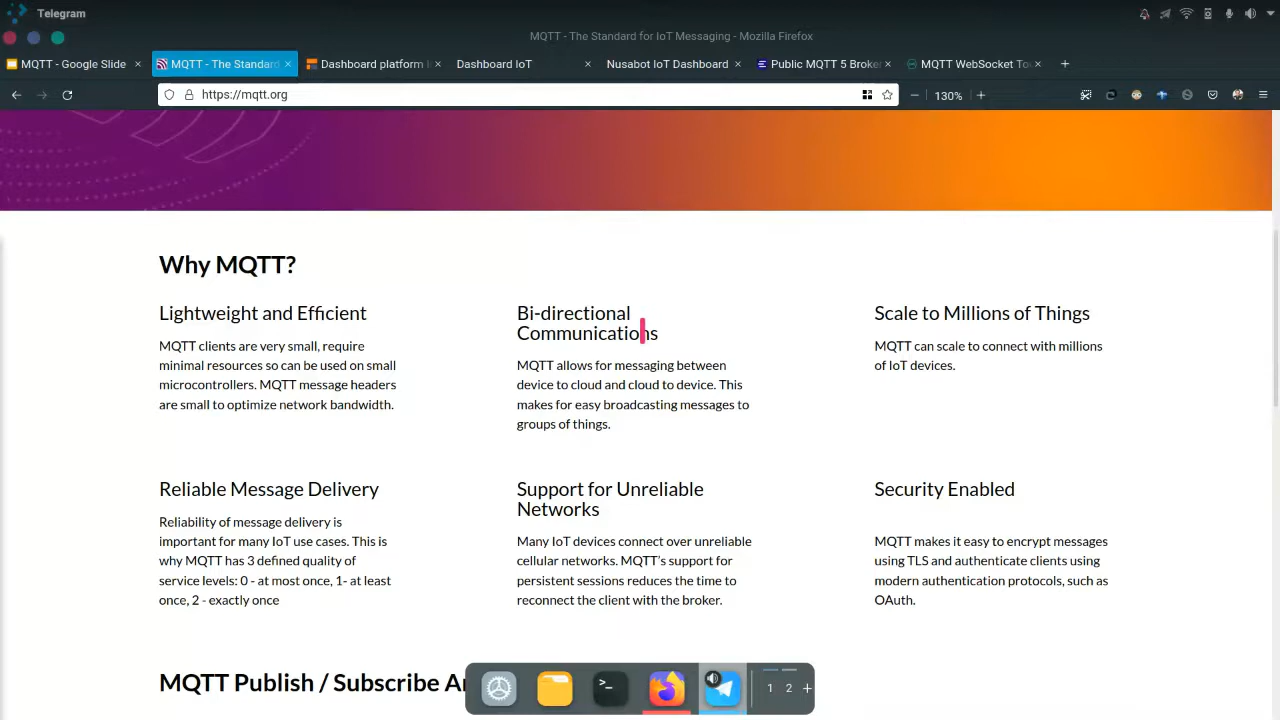 Telegram
MQTT - The Standard for IoT Messaging - Mozilla Firefox
MQTT - Google Slide
MQTT - The Standard
Dashboard platform
Dashboard IoT
Nusabot IoT Dashboard
Public MQTT 5 Broke
MQTT WebSocket To
https://mqtt.org
130%
Why MQTT?
Lightweight and Efficient
MQTT clients are very small, require
minimal resources so can be used on small
microcontrollers. MQTT message headers
are small to optimize network bandwidth.
Bi-directional
Communications
MQTT allows for messaging between
device to cloud and cloud to device. This
makes for easy broadcasting messages to
groups of things.
Scale to Millions of Things
MQTT can scale to connect with millions
of IoT devices.
Reliable Message Delivery
Reliability of message delivery is
important for many IoT use cases. This is
why MQTT has 3 defined quality of
service levels: 0 - at most once, 1- at least
once, 2 - exactly once
Support for Unreliable
Networks
Many IoT devices connect over unreliable
cellular networks. MQTT's support for
persistent sessions reduces the time to
reconnect the client with the broker.
Security Enabled
MQTT makes it easy to encrypt messages
using TLS and authenticate clients using
modern authentication protocols, such as
OAuth.
MQTT Publish / Subscribe A
1 2 +